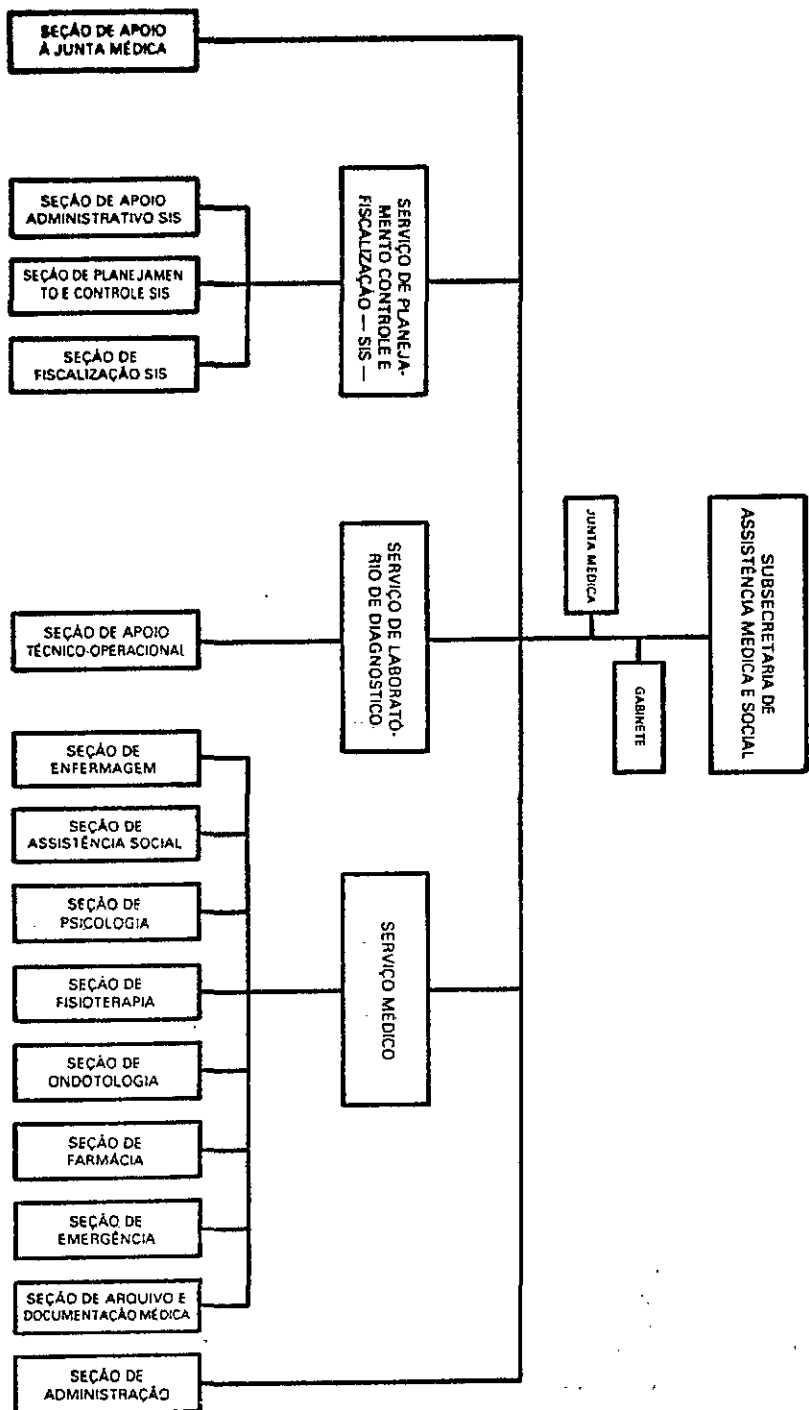 SUBSECRETARIA DE
ASSISTÊNCIA MEDICA E SOCIAL
GABINETE
JUNTA MEDICA
SERVIÇO DE PLANEJA-
MENTO CONTROLE E
FISCALIZAÇÃO — SIS —
SERVIÇO DE LABORATÓ-
RIO DE DIAGNOSTICO
SERVIÇO MÉDICO
SEÇÃO DE APOIO
À JUNTA MÉDICA
SEÇÃO DE APOIO
ADMINISTRATIVO SIS
SEÇÃO DE PLANEJAMEN
TO E CONTROLE SIS
SEÇÃO DE
FISCALIZAÇÃO SIS
SEÇÃO DE APOIO
TÉCNICO-OPERACIONAL
SEÇÃO DE
ENFERMAGEM
SEÇÃO DE
ASSISTÊNCIA SOCIAL
SEÇÃO DE
PSICOLOGIA
SEÇÃO DE
FISIOTERAPIA
SEÇÃO DE
ONDOTOLOGIA
SEÇÃO DE
FARMÁCIA
SEÇÃO DE
EMERGÊNCIA
SEÇÃO DE ARQUIVO E
DOCUMENTAÇÃO MÉDICA
SEÇÃO DE
ADMINISTRAÇÃO